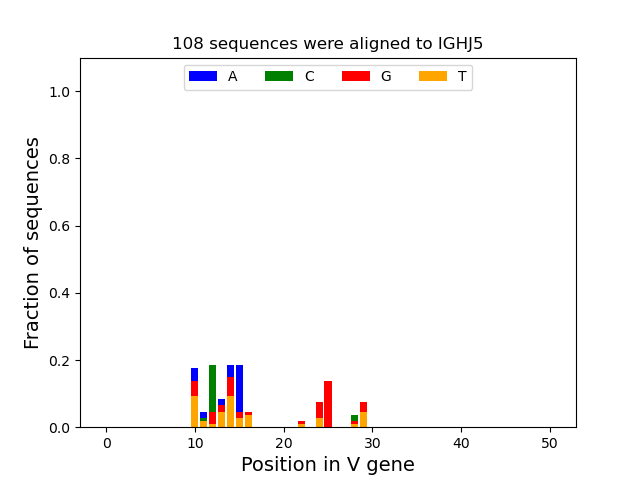 108 sequences were aligned to IGHJ5
A C G T
1.0
0.8
0.6
0.4
0.2
0.0
Fraction of sequences
0 10 20 30 40 50
Position in V gene